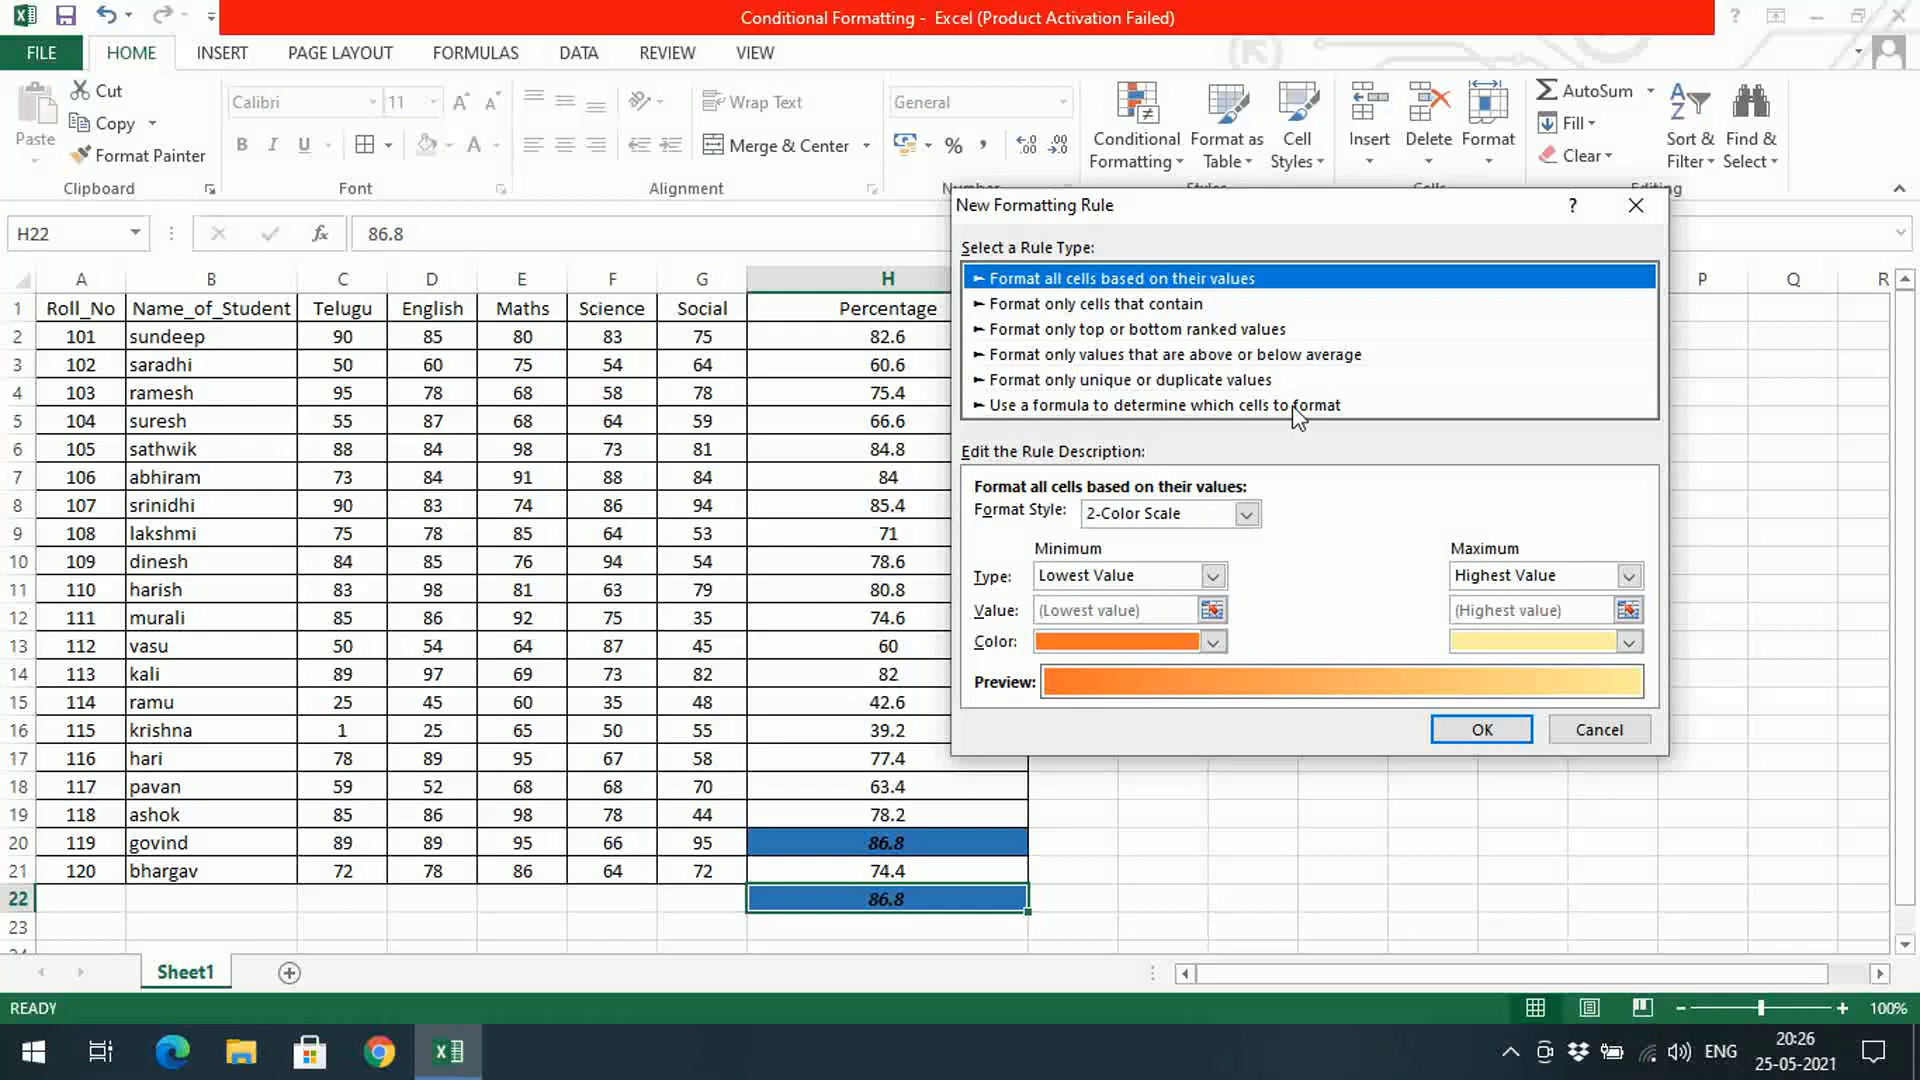 Conditional Formatting - Excel (Product Activation Failed)
FILE HOME INSERT PAGE LAYOUT FORMULAS DATA REVIEW VIEW
Paste
Cut
Copy
Format Painter
Clipboard
Calibri 11
B I U
Font
Wrap Text
Merge & Center
Alignment
General
%
Number
Conditional Formatting
Format as Table
Cell Styles
Styles
Insert
Delete
Format
Cells
AutoSum
Fill
Clear
Sort & Filter
Find & Select
Editing
H22 fx 86.8
A B C D E F G H P Q R
1 Roll_No Name_of_Student Telugu English Maths Science Social Percentage
2 101 sundeep 90 85 80 83 75 82.6
3 102 saradhi 50 60 75 54 64 60.6
4 103 ramesh 95 78 68 58 78 75.4
5 104 suresh 55 87 68 64 59 66.6
6 105 sathwik 88 84 98 73 81 84.8
7 106 abhiram 73 84 91 88 84 84
8 107 srinidhi 90 83 74 86 94 85.4
9 108 lakshmi 75 78 85 64 53 71
10 109 dinesh 84 85 76 94 54 78.6
11 110 harish 83 98 81 63 79 80.8
12 111 murali 85 86 92 75 35 74.6
13 112 vasu 50 54 64 87 45 60
14 113 kali 89 97 69 73 82 82
15 114 ramu 25 45 60 35 48 42.6
16 115 krishna 1 25 65 50 55 39.2
17 116 hari 78 89 95 67 58 77.4
18 117 pavan 59 52 68 68 70 63.4
19 118 ashok 85 86 98 78 44 78.2
20 119 govind 89 89 95 66 95 86.8
21 120 bhargav 72 78 86 64 72 74.4
22 86.8
23
New Formatting Rule ?
Select a Rule Type:
► Format all cells based on their values
► Format only cells that contain
► Format only top or bottom ranked values
► Format only values that are above or below average
► Format only unique or duplicate values
► Use a formula to determine which cells to format
Edit the Rule Description:
Format all cells based on their values:
Format Style: 2-Color Scale
Minimum Maximum
Type: Lowest Value Highest Value
Value: (Lowest value) (Highest value)
Color:
Preview:
OK Cancel
Sheet1
READY 100%
ENG
20:26
25-05-2021